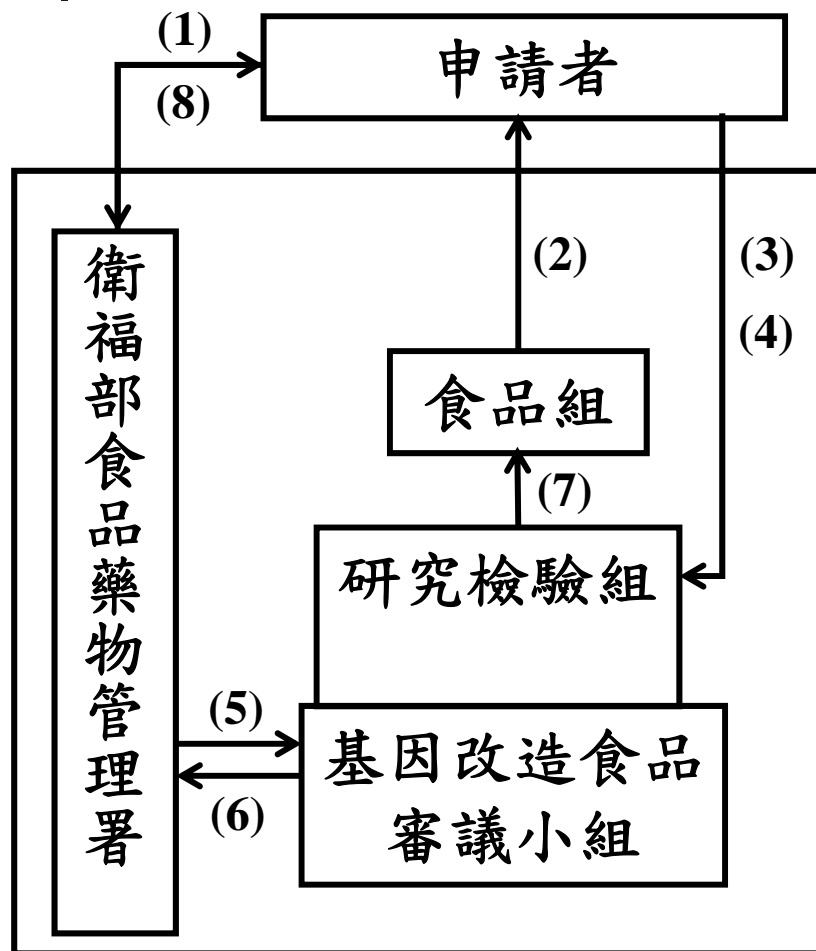 (1)
申請者
(8)
(2)
(3)
(4)
衛福部食品藥物管理署
食品組
(7)
研究檢驗組
(5)
基因改造食品
審議小組
(6)